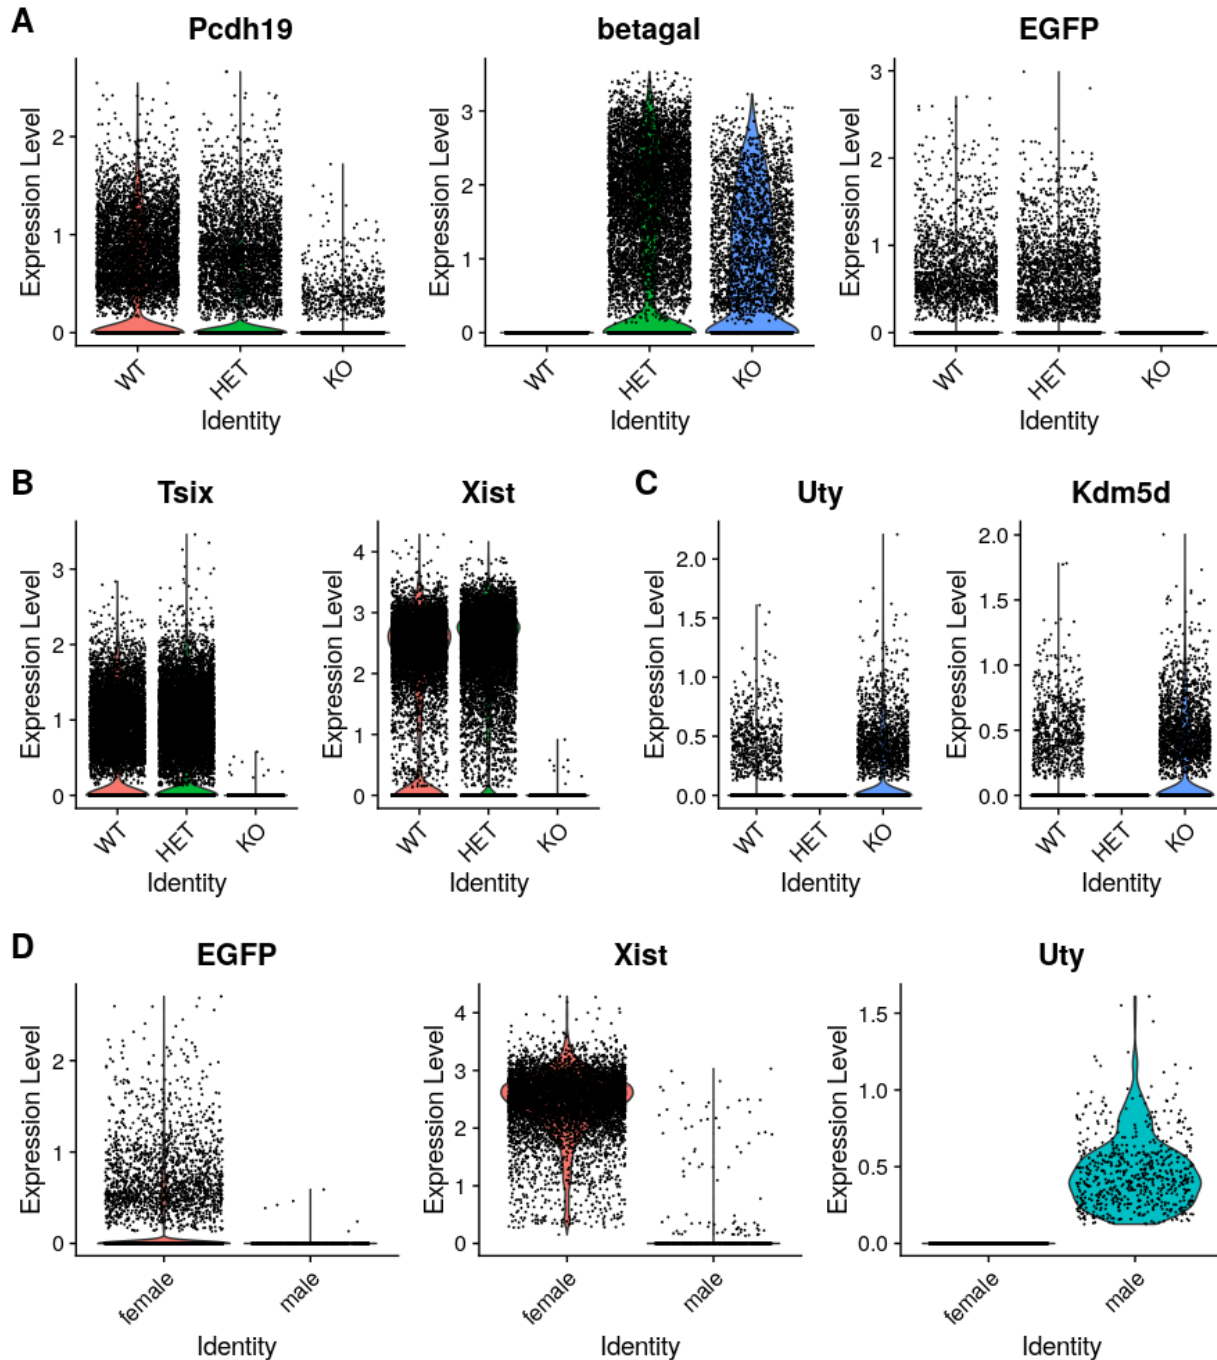 A
Pcdh19
betagal
EGFP
Expression Level
2
1
0
WT
HET
KO
Identity
Expression Level
3
2
1
0
WT
HET
KO
Identity
Expression Level
3
2
1
0
WT
HET
KO
Identity
B
Tsix
Xist
Expression Level
3
2
1
0
WT
HET
KO
Identity
Expression Level
4
3
2
1
0
WT
HET
KO
Identity
C
Uty
Kdm5d
Expression Level
2.0
1.5
1.0
0.5
0.0
WT
HET
KO
Identity
Expression Level
2.0
1.5
1.0
0.5
0.0
WT
HET
KO
Identity
D
EGFP
Xist
Uty
Expression Level
2
1
0
female
male
Identity
Expression Level
4
3
2
1
0
female
male
Identity
Expression Level
1.5
1.0
0.5
0.0
female
male
Identity